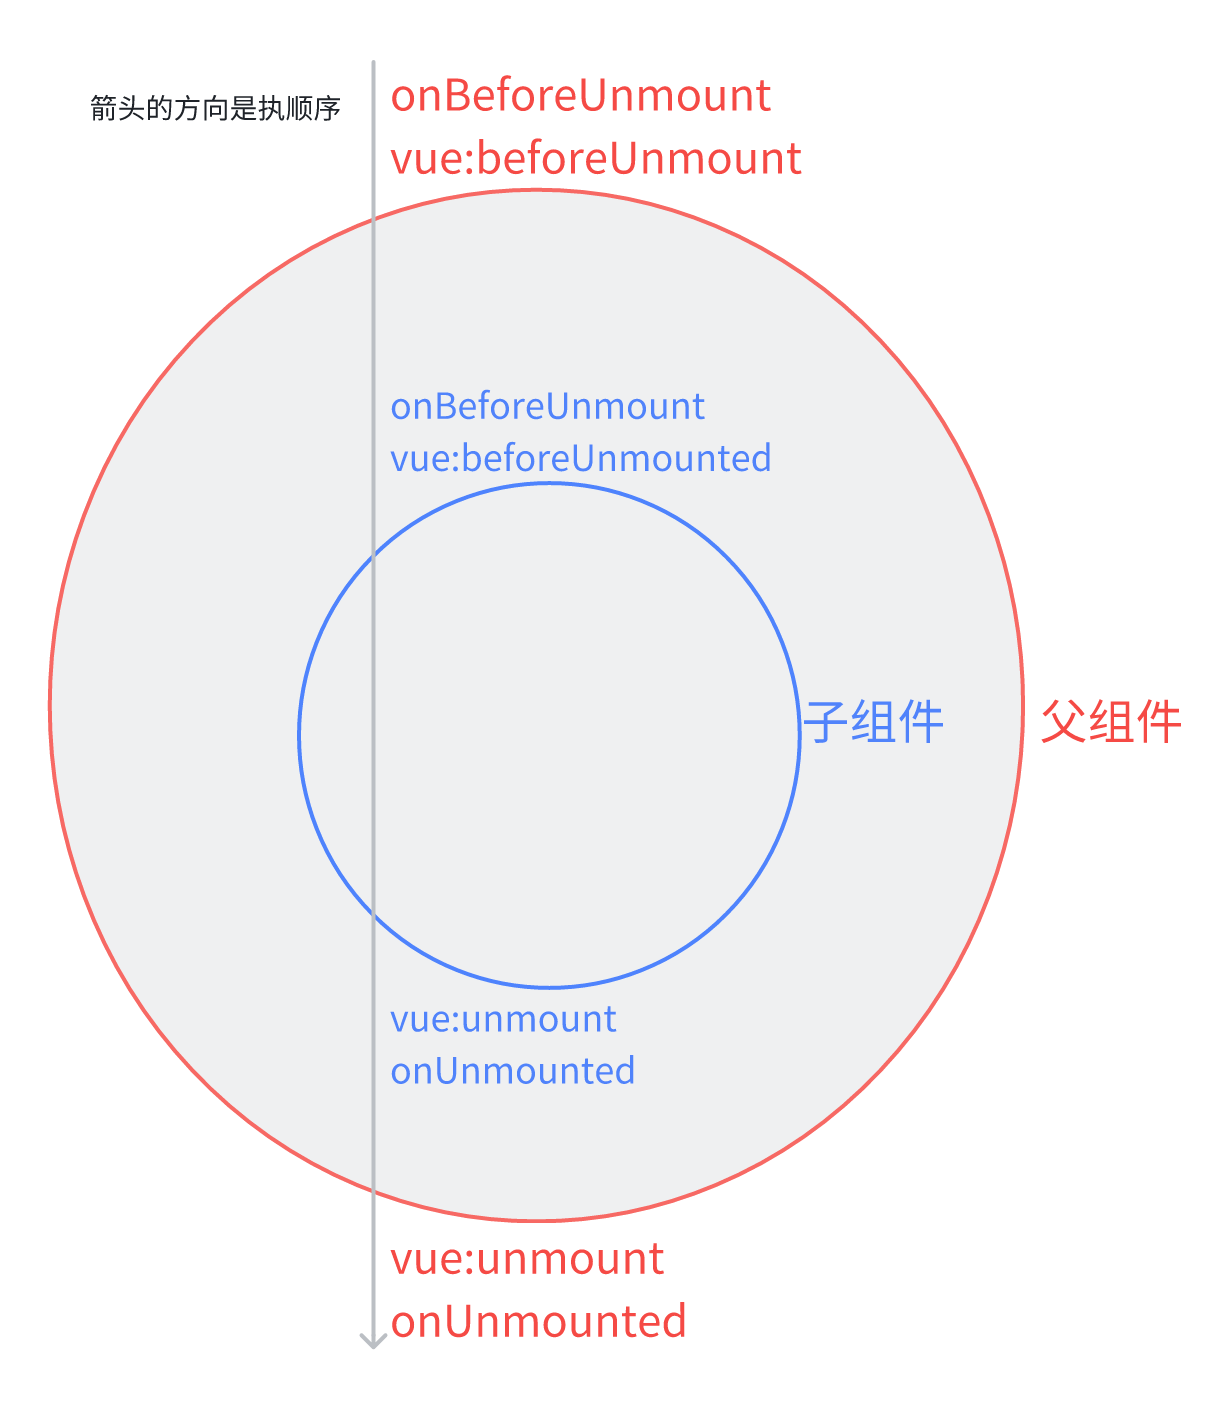 箭头的方向是执顺序
onBeforeUnmount
vue:beforeUnmount
onBeforeUnmount
vue:beforeUnmounted
子组件
父组件
vue:unmount
onUnmounted
vue:unmount
onUnmounted